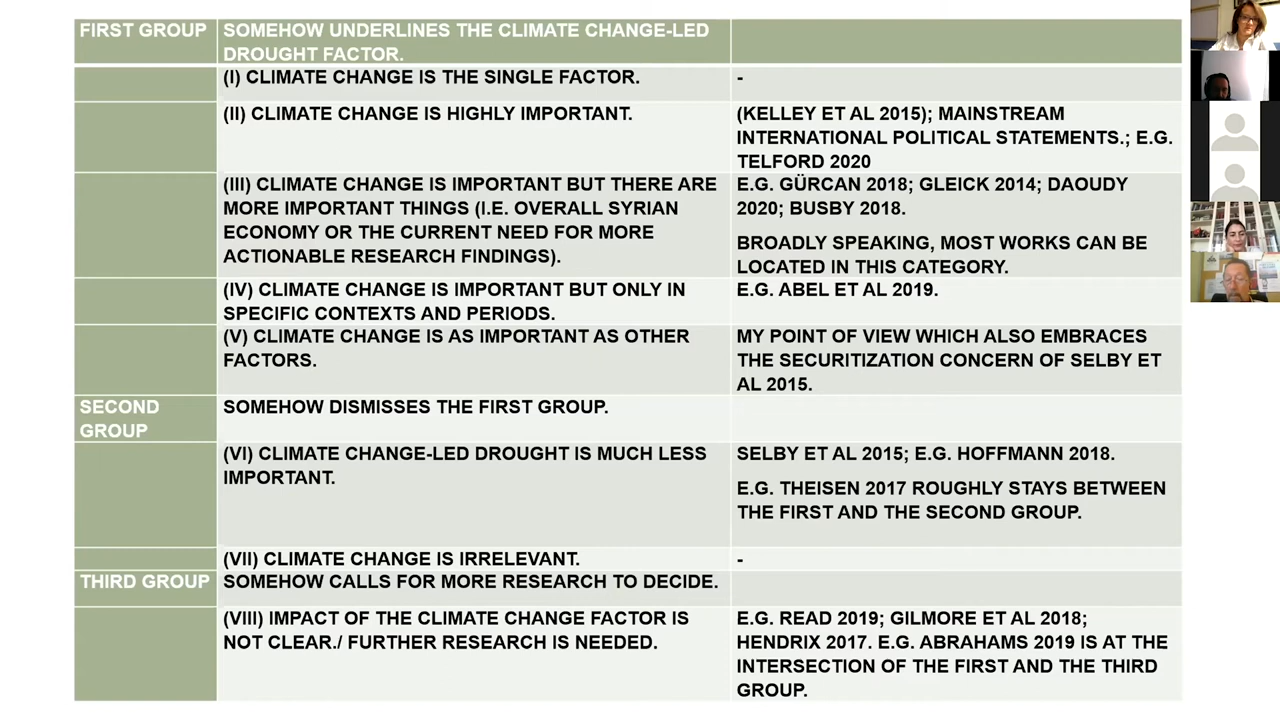 FIRST GROUP
SOMEHOW UNDERLINES THE CLIMATE CHANGE-LED
DROUGHT FACTOR.
(I) CLIMATE CHANGE IS THE SINGLE FACTOR.
-
(II) CLIMATE CHANGE IS HIGHLY IMPORTANT.
(KELLEY ET AL 2015); MAINSTREAM
INTERNATIONAL POLITICAL STATEMENTS.; E.G.
TELFORD 2020
(III) CLIMATE CHANGE IS IMPORTANT BUT THERE ARE
MORE IMPORTANT THINGS (I.E. OVERALL SYRIAN
ECONOMY OR THE CURRENT NEED FOR MORE
ACTIONABLE RESEARCH FINDINGS).
E.G. GÜRCAN 2018; GLEICK 2014; DAOUDY
2020; BUSBY 2018.
BROADLY SPEAKING, MOST WORKS CAN BE
LOCATED IN THIS CATEGORY.
(IV) CLIMATE CHANGE IS IMPORTANT BUT ONLY IN
SPECIFIC CONTEXTS AND PERIODS.
E.G. ABEL ET AL 2019.
(V) CLIMATE CHANGE IS AS IMPORTANT AS OTHER
FACTORS.
MY POINT OF VIEW WHICH ALSO EMBRACES
THE SECURITIZATION CONCERN OF SELBY ET
AL 2015.
SECOND
GROUP
SOMEHOW DISMISSES THE FIRST GROUP.
(VI) CLIMATE CHANGE-LED DROUGHT IS MUCH LESS
IMPORTANT.
SELBY ET AL 2015; E.G. HOFFMANN 2018.
E.G. THEISEN 2017 ROUGHLY STAYS BETWEEN
THE FIRST AND THE SECOND GROUP.
(VII) CLIMATE CHANGE IS IRRELEVANT.
-
THIRD GROUP
SOMEHOW CALLS FOR MORE RESEARCH TO DECIDE.
(VIII) IMPACT OF THE CLIMATE CHANGE FACTOR IS
NOT CLEAR./ FURTHER RESEARCH IS NEEDED.
E.G. READ 2019; GILMORE ET AL 2018;
HENDRIX 2017. E.G. ABRAHAMS 2019 IS AT THE
INTERSECTION OF THE FIRST AND THE THIRD
GROUP.